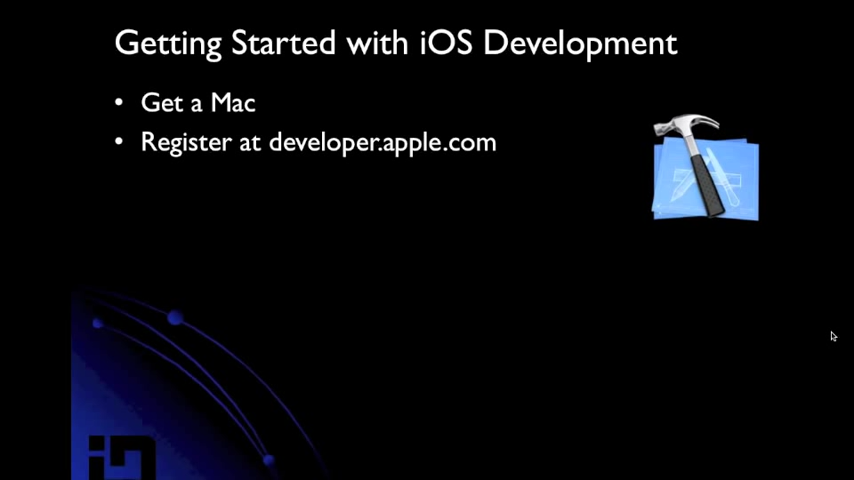 Getting Started with iOS Development
• Get a Mac
• Register at developer.apple.com